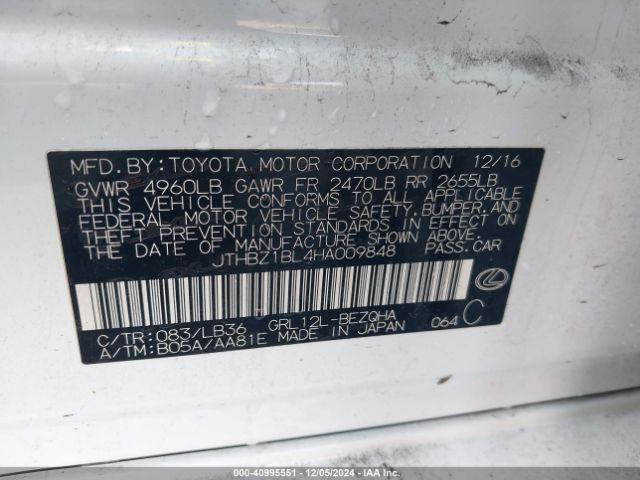 MFD. BY: TOYOTA MOTOR CORPORATION 12/16
GVWR 4960LB GAWR FR 2470LB RR 2655LB
THIS VEHICLE CONFORMS TO ALL APPLICABLE
FEDERAL MOTOR VEHICLE SAFETY, BUMPER, AND
THEFT PREVENTION STANDARDS IN EFFECT ON
THE DATE OF MANUFACTURE SHOWN ABOVE.
JTHBZ1BL4HA009848 PASS. CAR
C/TR: 083/LB36 GRL12L-BEZQHA
A/TM: B05A/AA81E MADE IN JAPAN 064 C
© - 40995551 - 12/05/2024 - IAA Inc.